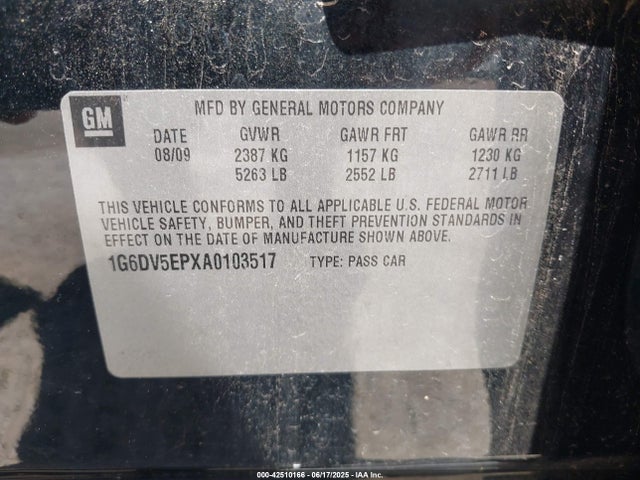 GM
MFD BY GENERAL MOTORS COMPANY
DATE GVWR GAWR FRT GAWR RR
08/09 2387 KG 1157 KG 1230 KG
5263 LB 2552 LB 2711 LB
THIS VEHICLE CONFORMS TO ALL APPLICABLE U.S. FEDERAL MOTOR
VEHICLE SAFETY, BUMPER, AND THEFT PREVENTION STANDARDS IN
EFFECT ON THE DATE OF MANUFACTURE SHOWN ABOVE.
1G6DV5EPXA0103517 TYPE: PASS CAR
000-42510166 - 06/17/2025 - IAAI, Inc.